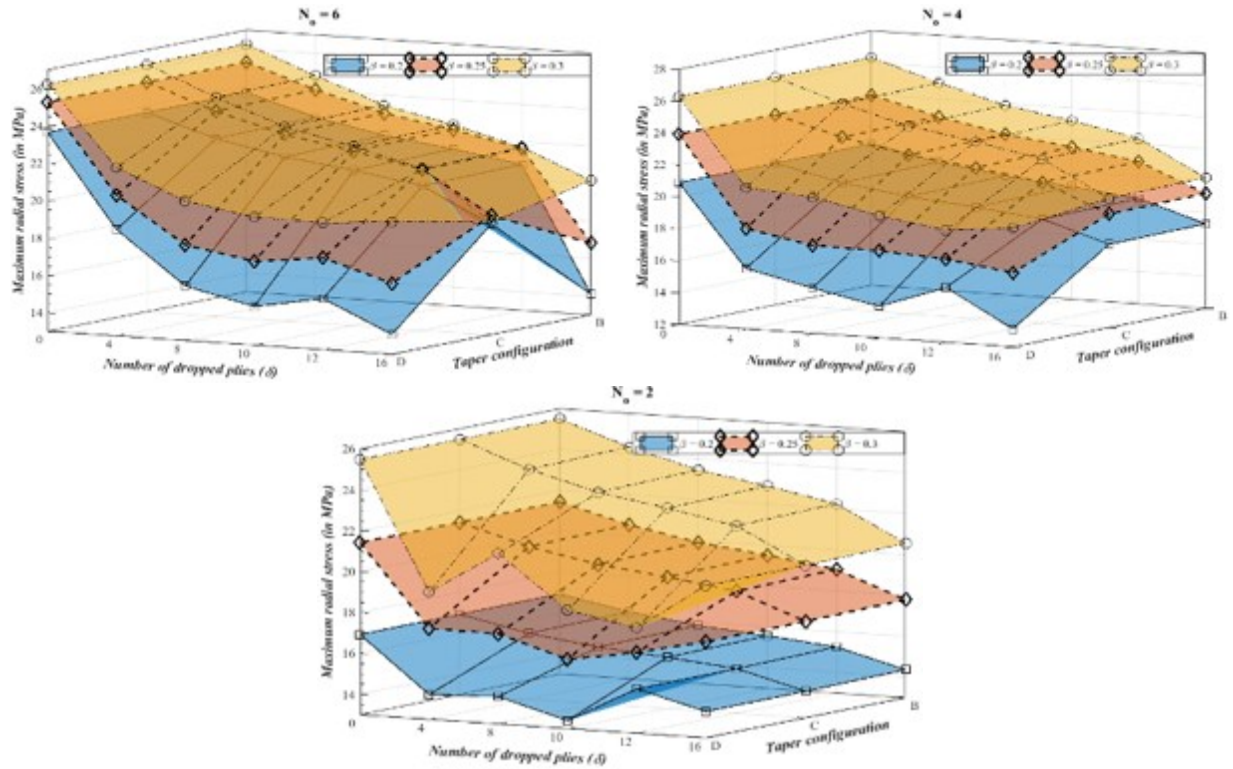 N_o = 6
= 0.2 = 0.25 = 0.3
Maximum radial stress (in MPa)
26
24
22
20
18
16
14
0 4 8 10 12 16
D C B
Number of dropped plies (δ)
Taper configuration
N_o = 4
= 0.2 = 0.25 = 0.3
Maximum radial stress (in MPa)
28
26
24
22
20
18
16
14
12
0 4 8 10 12 16
D C B
Number of dropped plies (δ)
Taper configuration
N_o = 2
= 0.2 = 0.25 = 0.3
Maximum radial stress (in MPa)
26
24
22
20
18
16
14
0 4 8 10 12 16
D C B
Number of dropped plies (δ)
Taper configuration